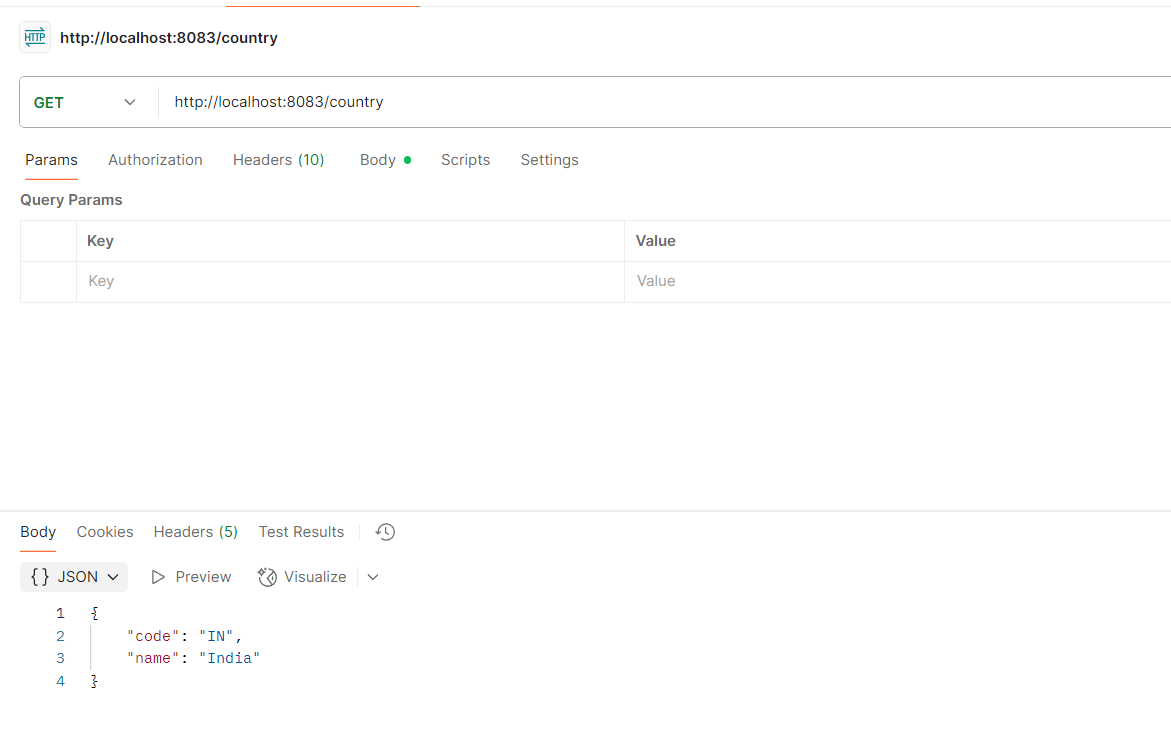 HTTP http://localhost:8083/country
GET http://localhost:8083/country
Params Authorization Headers (10) Body Scripts Settings
Query Params
Key Value
Key Value
Body Cookies Headers (5) Test Results
{} JSON Preview Visualize
1 {
2 "code": "IN",
3 "name": "India"
4 }